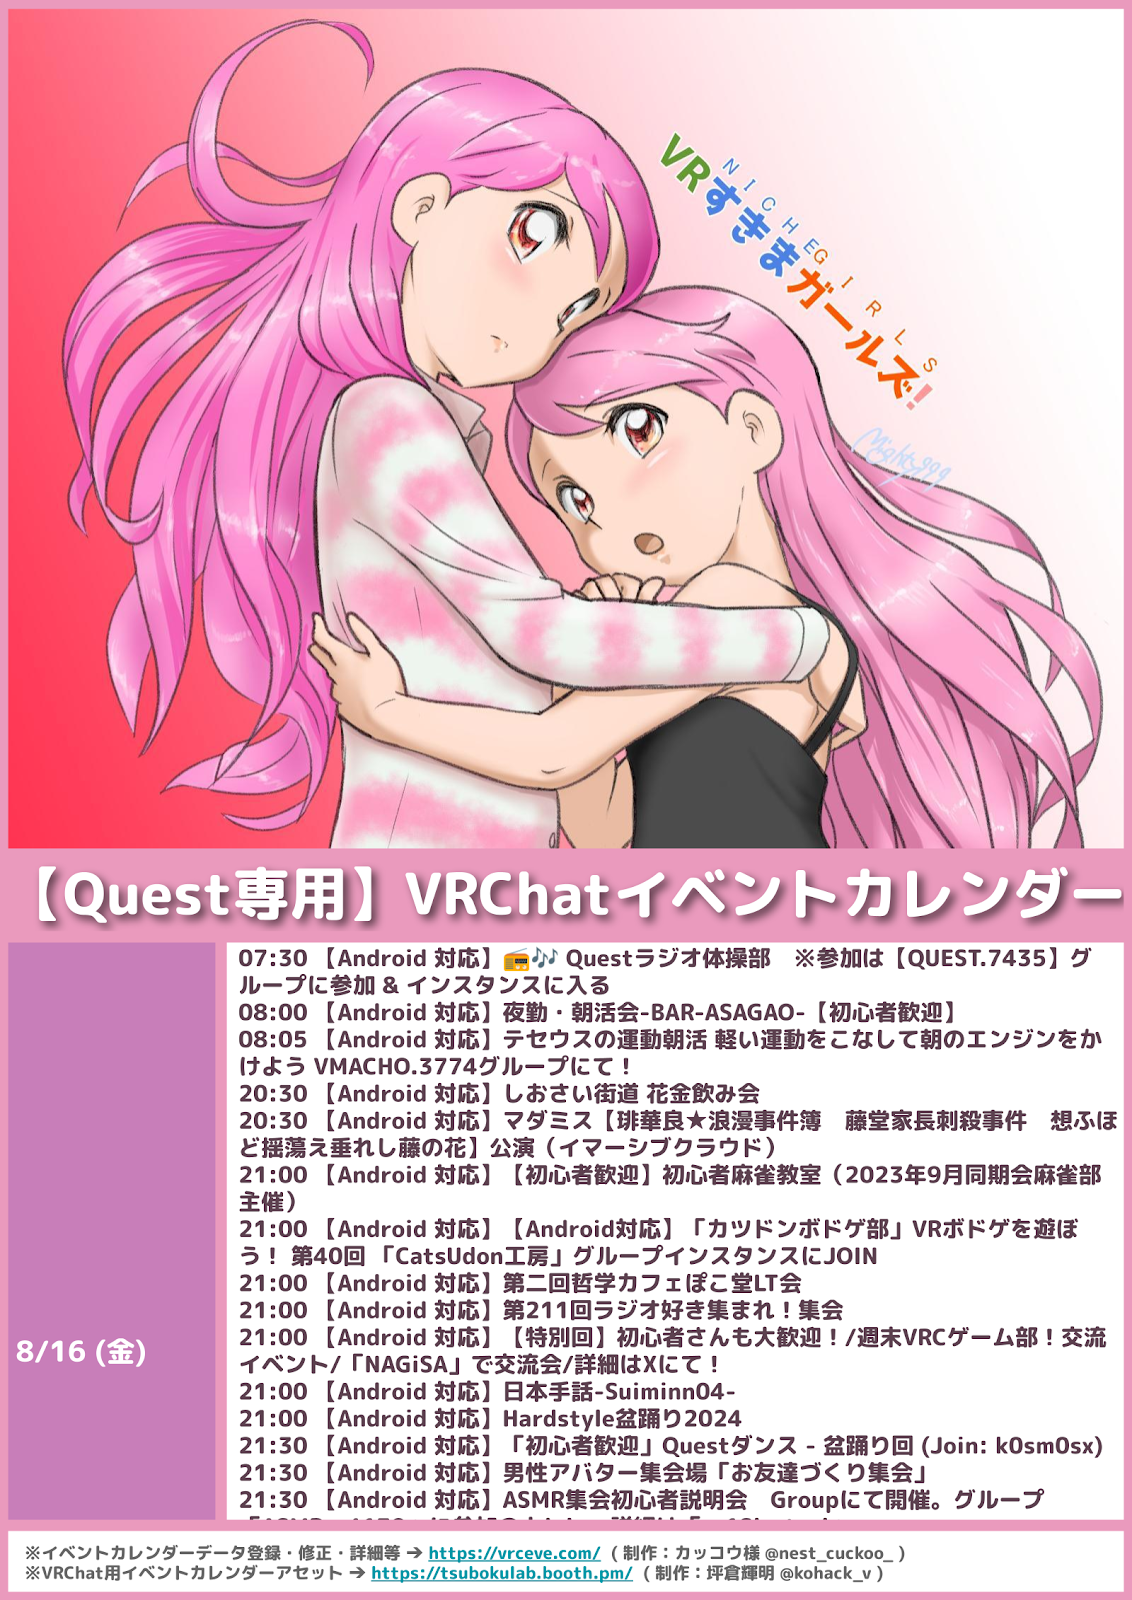 VRすきまガールズ!
NICHE GIRLS
Mighty999
【Quest専用】VRChatイベントカレンダー
8/16 (金)
07:30 【Android 対応】📻🎶 Questラジオ体操部　※参加は【QUEST.7435】グ
ループに参加 & インスタンスに入る
08:00 【Android 対応】夜勤・朝活会-BAR-ASAGAO-【初心者歓迎】
08:05 【Android 対応】テセウスの運動朝活 軽い運動をこなして朝のエンジンをか
けよう VMACHO.3774グループにて！
20:30 【Android 対応】しおさい街道 花金飲み会
20:30 【Android 対応】マダミス【琲華良★浪漫事件簿　藤堂家長刺殺事件　想ふほ
ど揺蕩え垂れし藤の花】公演（イマーシブクラウド）
21:00 【Android 対応】【初心者歓迎】初心者麻雀教室（2023年9月同期会麻雀部
主催）
21:00 【Android 対応】【Android対応】「カツドンボドゲ部」VRボドゲを遊ぼ
う！ 第40回 「CatsUdon工房」グループインスタンスにJOIN
21:00 【Android 対応】第二回哲学カフェぽこ堂LT会
21:00 【Android 対応】第211回ラジオ好き集まれ！集会
21:00 【Android 対応】【特別回】初心者さんも大歓迎！/週末VRCゲーム部！交流
イベント/「NAGiSA」で交流会/詳細はXにて！
21:00 【Android 対応】日本手話-Suiminn04-
21:00 【Android 対応】Hardstyle盆踊り2024
21:30 【Android 対応】「初心者歓迎」Questダンス - 盆踊り回 (Join: k0sm0sx)
21:30 【Android 対応】男性アバター集会場「お友達づくり集会」
21:30 【Android 対応】ASMR集会初心者説明会　Groupにて開催。グループ
※イベントカレンダーデータ登録・修正・詳細等 ➔ https://vrceve.com/ ( 制作：カッコウ様 @nest_cuckoo_ )
※VRChat用イベントカレンダーアセット ➔ https://tsubokulab.booth.pm/ ( 制作：坪倉輝明 @kohack_v )